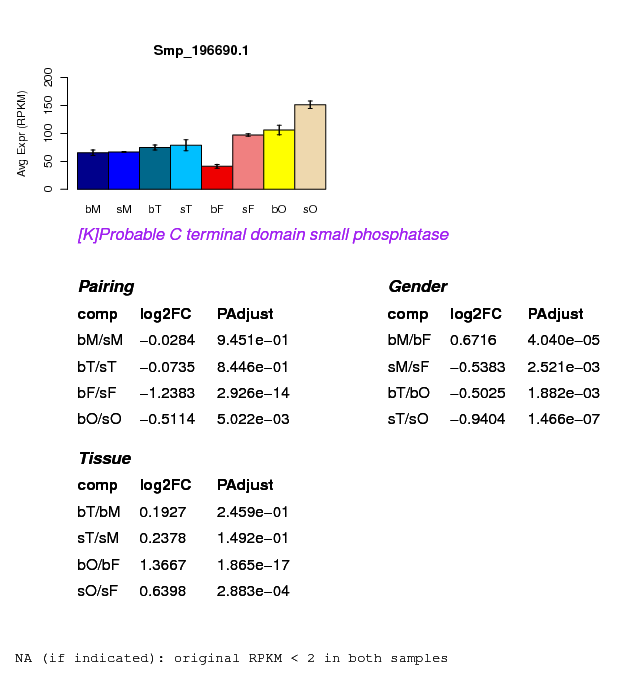 Smp_196690.1
Avg Expr (RPKM)
200
150
100
50
0
bM sM bT sT bF sF bO sO
[K]Probable C terminal domain small phosphatase
Pairing
comp log2FC PAdjust
bM/sM −0.0284 9.451e−01
bT/sT −0.0735 8.446e−01
bF/sF −1.2383 2.926e−14
bO/sO −0.5114 5.022e−03
Gender
comp log2FC PAdjust
bM/bF 0.6716 4.040e−05
sM/sF −0.5383 2.521e−03
bT/bO −0.5025 1.882e−03
sT/sO −0.9404 1.466e−07
Tissue
comp log2FC PAdjust
bT/bM 0.1927 2.459e−01
sT/sM 0.2378 1.492e−01
bO/bF 1.3667 1.865e−17
sO/sF 0.6398 2.883e−04
NA (if indicated): original RPKM < 2 in both samples